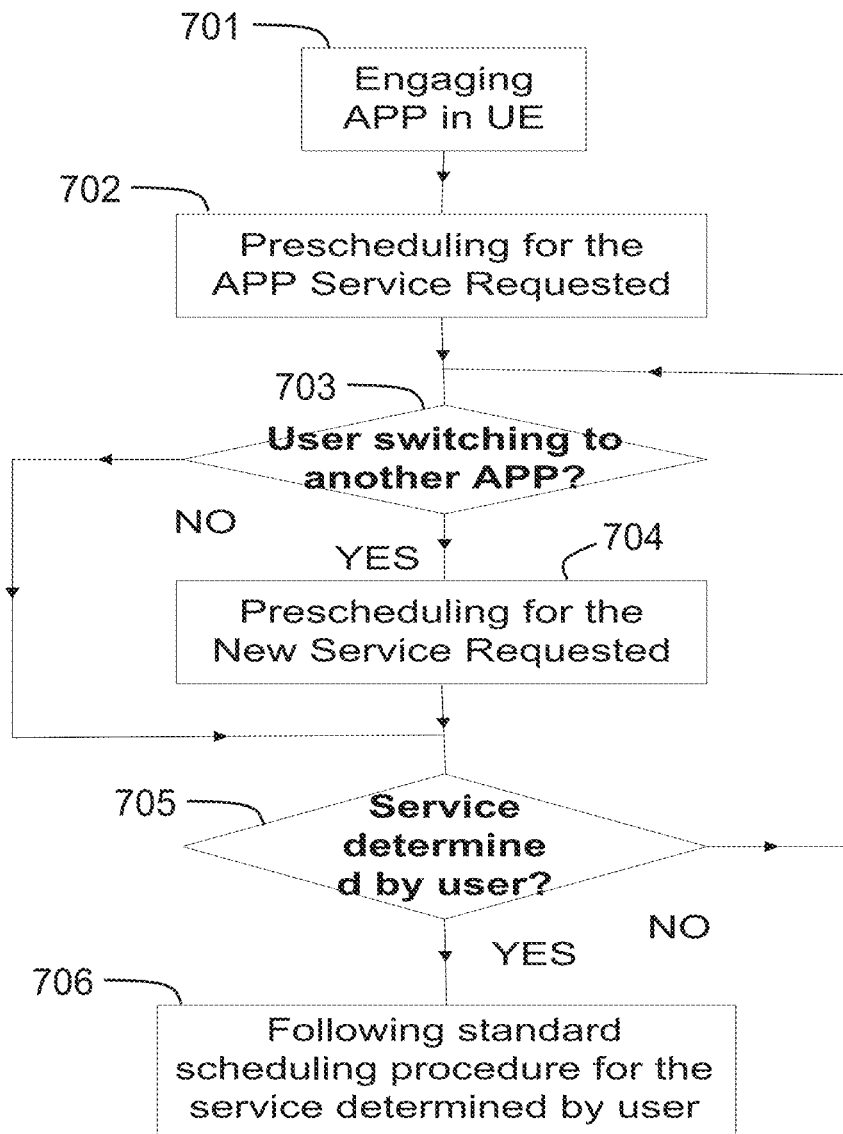 701
Engaging
APP in UE
702
Prescheduling for the
APP Service Requested
703
User switching to
another APP?
NO
YES
704
Prescheduling for the
New Service Requested
705
Service
determine
d by user?
NO
YES
706
Following standard
scheduling procedure for the
service determined by user